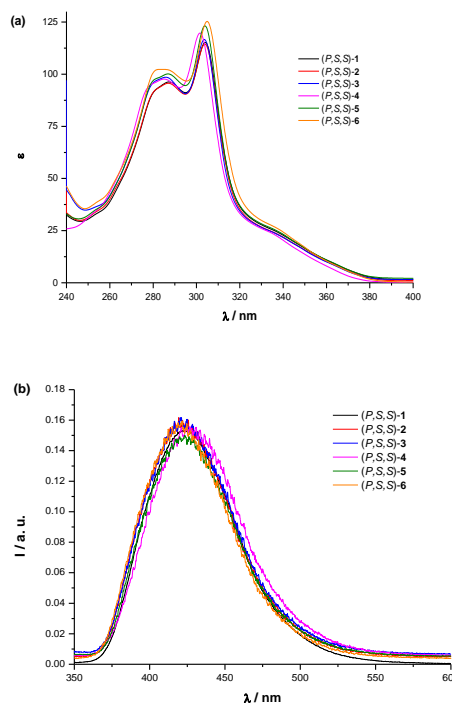 (a)
125
100
75
50
25
0
ε
240 260 280 300 320 340 360 380 400
λ / nm
(P,S,S)-1
(P,S,S)-2
(P,S,S)-3
(P,S,S)-4
(P,S,S)-5
(P,S,S)-6
(b)
0.18
0.16
0.14
0.12
0.10
0.08
0.06
0.04
0.02
0.00
I / a. u.
350 400 450 500 550 600
λ / nm
(P,S,S)-1
(P,S,S)-2
(P,S,S)-3
(P,S,S)-4
(P,S,S)-5
(P,S,S)-6